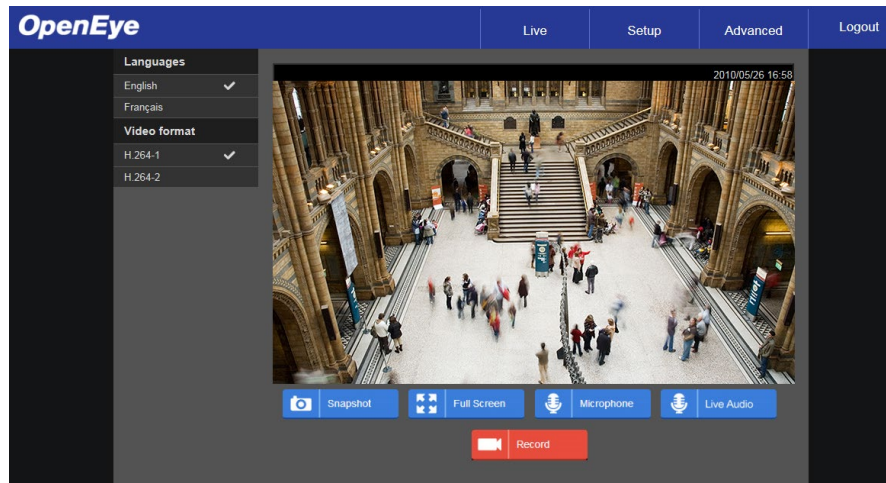 OpenEye
Live
Setup
Advanced
Logout
Languages
English
Français
Video format
H.264-1
H.264-2
2010/05/26 16:58
Snapshot
Full Screen
Microphone
Live Audio
Record